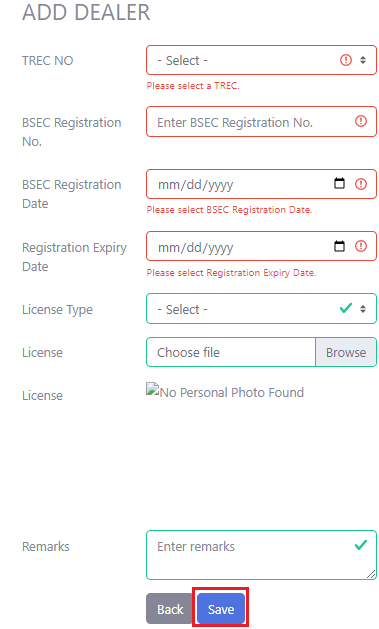 ADD DEALER
TREC NO
- Select -
Please select a TREC.
BSEC Registration No.
Enter BSEC Registration No.
BSEC Registration Date
mm/dd/yyyy
Please select BSEC Registration Date.
Registration Expiry Date
mm/dd/yyyy
Please select Registration Expiry Date.
License Type
- Select -
License
Choose file
Browse
License
No Personal Photo Found
Remarks
Enter remarks
Back
Save